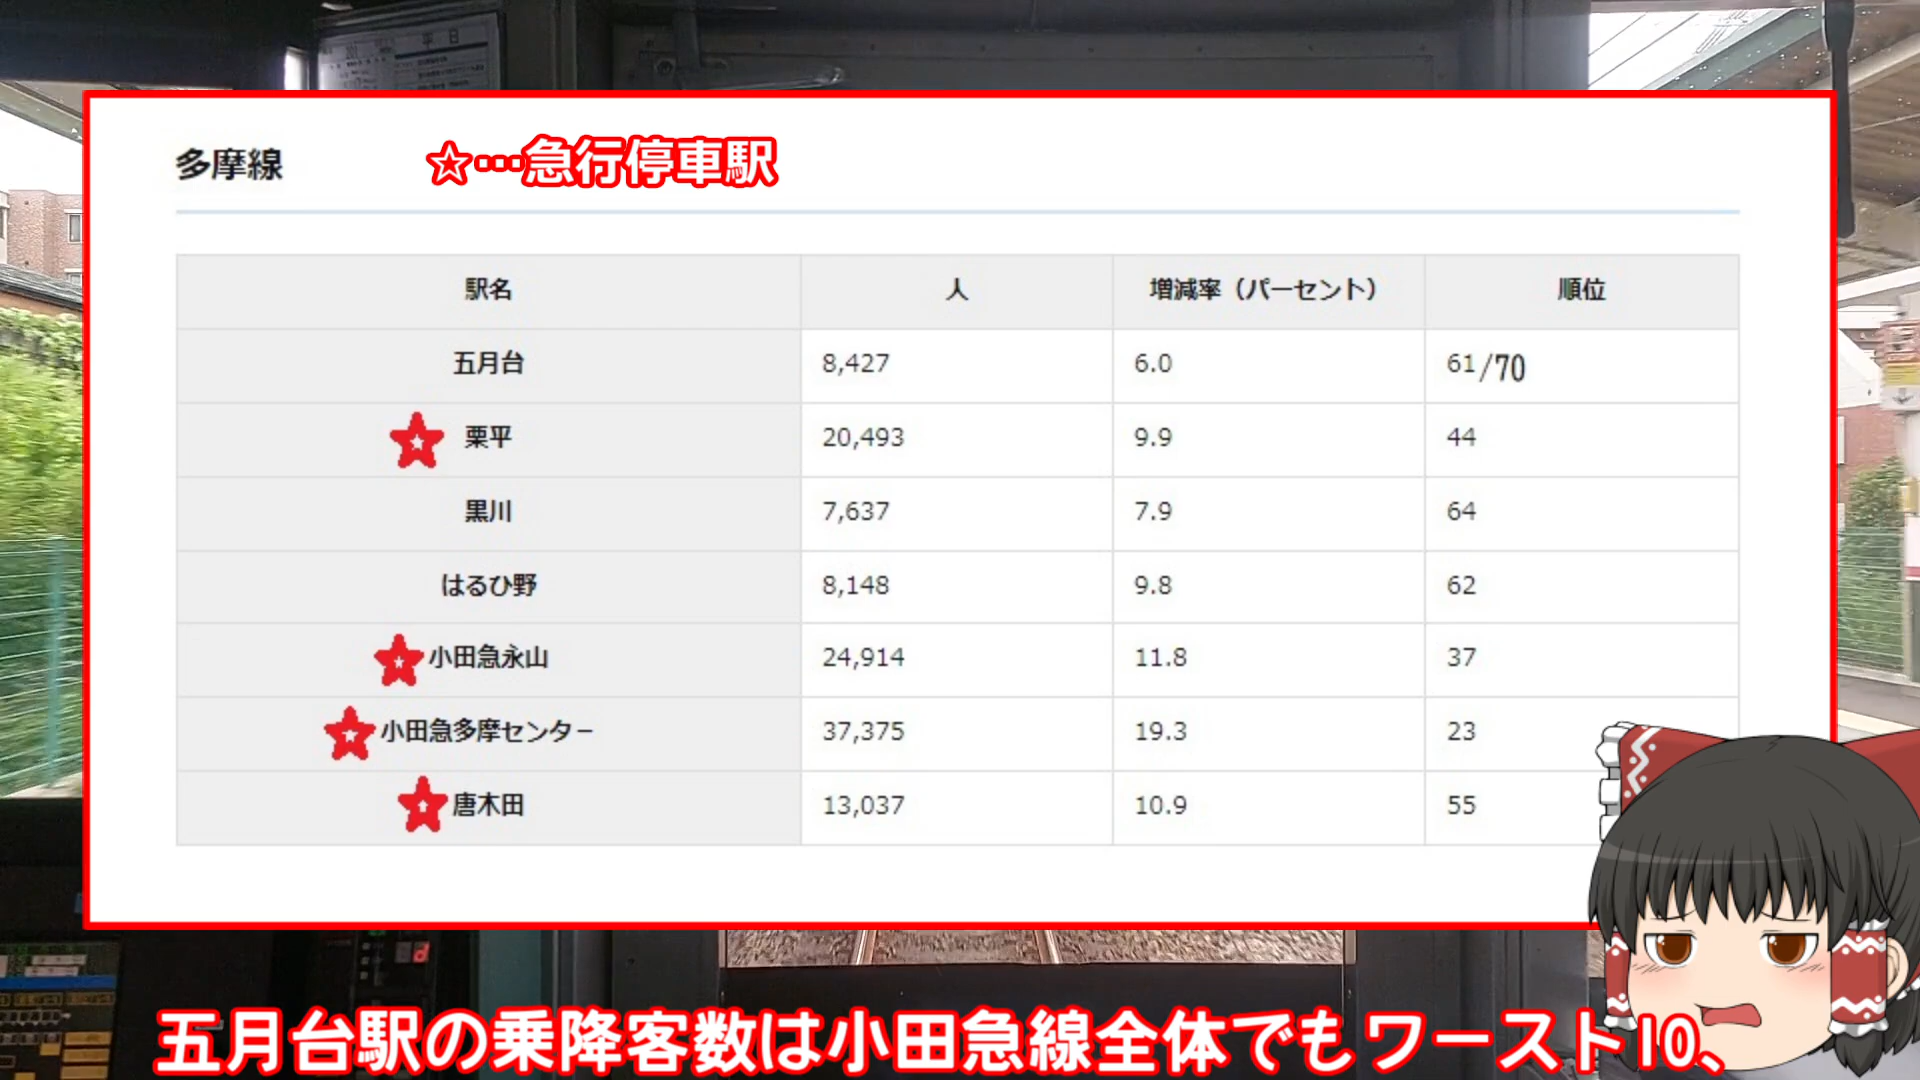 平日
多摩線
☆…急行停車駅
駅名 人 増減率（パーセント） 順位
五月台 8,427 6.0 61/70
栗平 20,493 9.9 44
黒川 7,637 7.9 64
はるひ野 8,148 9.8 62
小田急永山 24,914 11.8 37
小田急多摩センター 37,375 19.3 23
唐木田 13,037 10.9 55
五月台駅の乗降客数は小田急線全体でもワースト10、